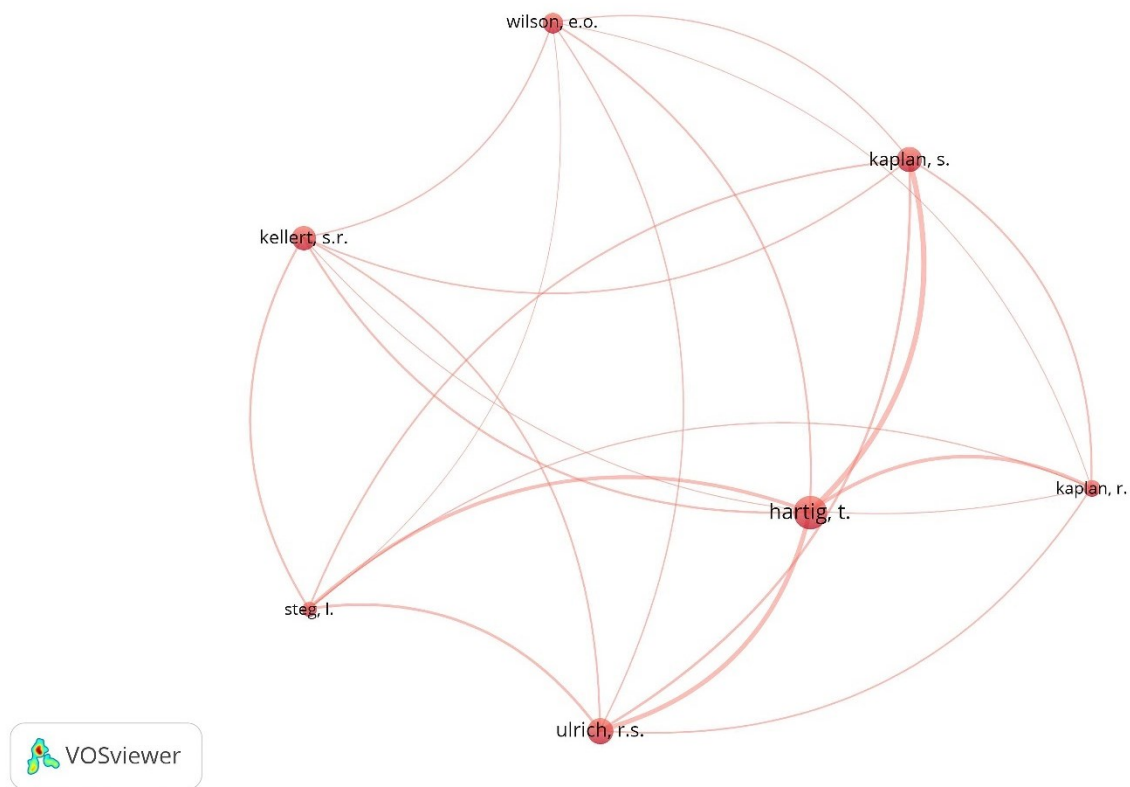 wilson, e.o.
kaplan, s.
kellert, s.r.
kaplan, r.
hartig, t.
steg, l.
ulrich, r.s.
VOSviewer